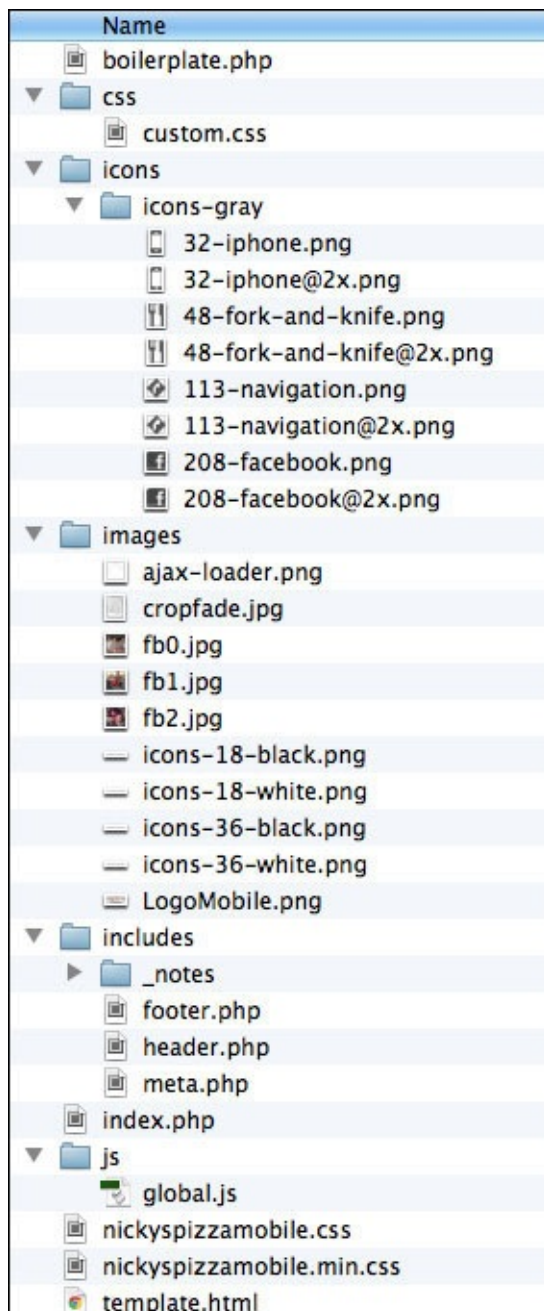 Name
boilerplate.php
css
custom.css
icons
icons-gray
32-iphone.png
32-iphone@2x.png
48-fork-and-knife.png
48-fork-and-knife@2x.png
113-navigation.png
113-navigation@2x.png
208-facebook.png
208-facebook@2x.png
images
ajax-loader.png
cropfade.jpg
fb0.jpg
fb1.jpg
fb2.jpg
icons-18-black.png
icons-18-white.png
icons-36-black.png
icons-36-white.png
LogoMobile.png
includes
_notes
footer.php
header.php
meta.php
index.php
js
global.js
nickyspizzamobile.css
nickyspizzamobile.min.css
template.html